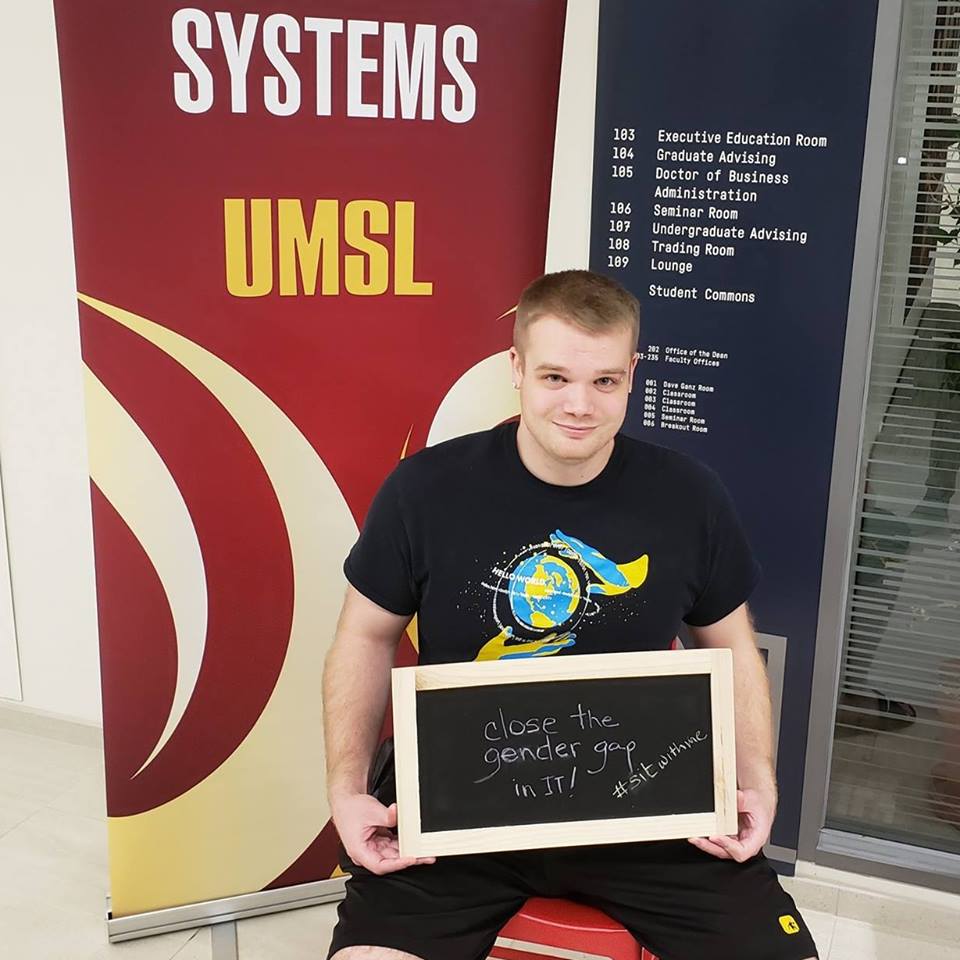 SYSTEMS
UMSL
103 Executive Education Room
104 Graduate Advising
105 Doctor of Business
Administration
106 Seminar Room
107 Undergraduate Advising
108 Trading Room
109 Lounge
Student Commons
202 Office of the Dean
03-235 Faculty Offices
001 Dave Ganz Room
002 Classroom
003 Classroom
004 Classroom
005 Seminar Room
006 Breakout Room
HELLO WORLD
close the
gender gap
in IT!
#sitwithme